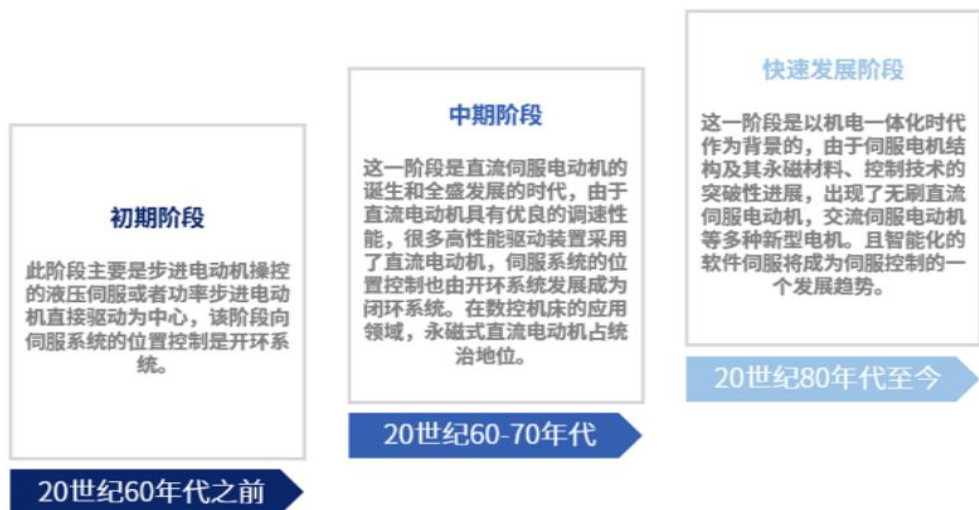 初期阶段
此阶段主要是步进电动机操控
的液压伺服或者功率步进电动
机直接驱动为中心，该阶段向
伺服系统的位置控制是开环系
统。
20世纪60年代之前
中期阶段
这一阶段是直流伺服电动机的
诞生和全盛发展的时代，由于
直流电动机具有优良的调速性
能，很多高性能驱动装置采用
了直流电动机，伺服系统的位
置控制也由开环系统发展成为
闭环系统。在数控机床的应用
领域，永磁式直流电动机占统
治地位。
20世纪60-70年代
快速发展阶段
这一阶段是以机电一体化时代
作为背景的，由于伺服电机结
构及其永磁材料、控制技术的
突破性进展，出现了无刷直流
伺服电动机，交流伺服电动机
等多种新型电机。且智能化的
软件伺服将成为伺服控制的一
个发展趋势。
20世纪80年代至今